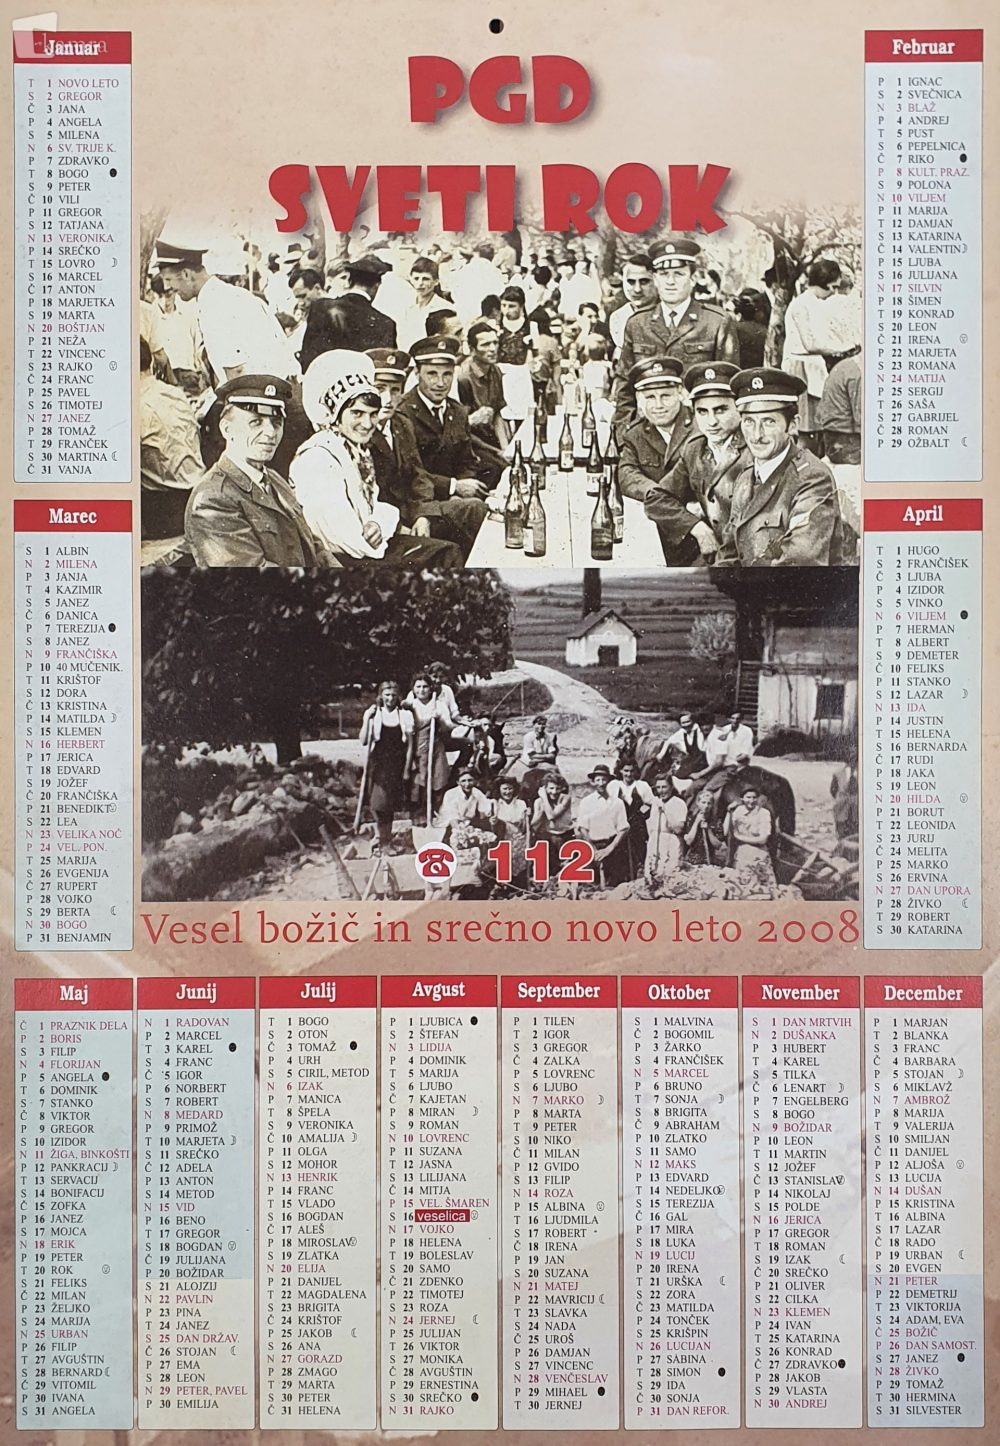 kamra
PGD
SVETI ROK
Januar
T 1 NOVO LETO
S 2 GREGOR
Č 3 JANA
P 4 ANGELA
S 5 MILENA
N 6 SV. TRIJE K.
P 7 ZDRAVKO
T 8 BOGO
S 9 PETER
Č 10 VILI
P 11 GREGOR
S 12 TATJANA
N 13 VERONIKA
P 14 SREČKO
T 15 LOVRO
S 16 MARCEL
Č 17 ANTON
P 18 MARJETKA
S 19 MARTA
N 20 BOŠTJAN
P 21 NEŽA
T 22 VINCENC
S 23 RAJKO
Č 24 FRANC
P 25 PAVEL
S 26 TIMOTEJ
N 27 JANEZ
P 28 TOMAŽ
T 29 FRANČEK
S 30 MARTINA
Č 31 VANJA
Februar
P 1 IGNAC
S 2 SVEČNICA
N 3 BLAŽ
P 4 ANDREJ
T 5 PUST
S 6 PEPELNICA
Č 7 RIKO
P 8 KULT. PRAZ.
S 9 POLONA
N 10 VILJEM
P 11 MARIJA
T 12 DAMJAN
S 13 KATARINA
Č 14 VALENTIN
P 15 LJUBA
S 16 JULIJANA
N 17 SILVIN
P 18 ŠIMEN
T 19 KONRAD
S 20 LEON
Č 21 IRENA
P 22 MARJETA
S 23 ROMANA
N 24 MATIJA
P 25 SERGIJ
T 26 SAŠA
S 27 GABRIJEL
Č 28 ROMAN
P 29 OŽBALT
Marec
S 1 ALBIN
N 2 MILENA
P 3 JANJA
T 4 KAZIMIR
S 5 JANEZ
Č 6 DANICA
P 7 TEREZIJA
S 8 JANEZ
N 9 FRANČIŠKA
P 10 40 MUČENIK.
T 11 KRIŠTOF
S 12 DORA
Č 13 KRISTINA
P 14 MATILDA
S 15 KLEMEN
N 16 HERBERT
P 17 JERICA
T 18 EDVARD
S 19 JOŽEF
Č 20 FRANČIŠKA
P 21 BENEDIKT
S 22 LEA
N 23 VELIKA NOČ
P 24 VEL. PON.
T 25 MARIJA
S 26 EVGENIJA
Č 27 RUPERT
P 28 VOJKO
S 29 BERTA
N 30 BOGO
P 31 BENJAMIN
April
T 1 HUGO
S 2 FRANČIŠEK
Č 3 LJUBA
P 4 IZIDOR
S 5 VINKO
N 6 VILJEM
P 7 HERMAN
T 8 ALBERT
S 9 DEMETER
Č 10 FELIKS
P 11 STANKO
S 12 LAZAR
N 13 IDA
P 14 JUSTIN
T 15 HELENA
S 16 BERNARDA
Č 17 RUDI
P 18 JAKA
S 19 LEON
N 20 HILDA
P 21 BORUT
T 22 LEONIDA
S 23 JURIJ
Č 24 MELITA
P 25 MARKO
S 26 ERVINA
N 27 DAN UPORA
P 28 ŽIVKO
T 29 ROBERT
S 30 KATARINA
112
Vesel božič in srečno novo leto 2008
Maj
Č 1 PRAZNIK DELA
P 2 BORIS
S 3 FILIP
N 4 FLORIJAN
P 5 ANGELA
T 6 DOMINIK
S 7 STANKO
Č 8 VIKTOR
P 9 GREGOR
S 10 IZIDOR
N 11 ŽIGA, BINKOŠTI
P 12 PANKRACIJ
T 13 SERVACIJ
S 14 BONIFACIJ
Č 15 ZOFKA
P 16 JANEZ
S 17 MOJCA
N 18 ERIK
P 19 PETER
T 20 ROK
S 21 FELIKS
Č 22 MILAN
P 23 ŽELJKO
S 24 MARIJA
N 25 URBAN
P 26 FILIP
T 27 AVGUŠTIN
S 28 BERNARD
Č 29 VITOMIL
P 30 IVANA
S 31 ANGELA
Junij
N 1 RADOVAN
P 2 MARCEL
T 3 KAREL
S 4 FRANC
Č 5 IGOR
P 6 NORBERT
S 7 ROBERT
N 8 MEDARD
P 9 PRIMOŽ
T 10 MARJETA
S 11 SREČKO
Č 12 ADELA
P 13 ANTON
S 14 METOD
N 15 VID
P 16 BENO
T 17 GREGOR
S 18 BOGDAN
Č 19 JULIJANA
P 20 BOŽIDAR
S 21 ALOJZIJ
N 22 PAVLIN
P 23 PINA
T 24 JANEZ
S 25 DAN DRŽAV.
Č 26 STOJAN
P 27 EMA
S 28 LEON
N 29 PETER, PAVEL
P 30 EMILIJA
Julij
T 1 BOGO
S 2 OTON
Č 3 TOMAŽ
P 4 URH
S 5 CIRIL, METOD
N 6 IZAK
P 7 MANICA
T 8 ŠPELA
S 9 VERONIKA
Č 10 AMALIJA
P 11 OLGA
S 12 MOHOR
N 13 HENRIK
P 14 FRANC
T 15 VLADO
S 16 BOGDAN
Č 17 ALEŠ
P 18 MIROSLAV
S 19 ZLATKA
N 20 ELIJA
P 21 DANIJEL
T 22 MAGDALENA
S 23 BRIGITA
Č 24 KRIŠTOF
P 25 JAKOB
S 26 ANA
N 27 GORAZD
P 28 ZMAGO
T 29 MARTA
S 30 PETER
Č 31 HELENA
Avgust
P 1 LJUBICA
S 2 ŠTEFAN
N 3 LIDIJA
P 4 DOMINIK
T 5 MARIJA
S 6 LJUBO
Č 7 KAJETAN
P 8 MIRAN
S 9 ROMAN
N 10 LOVRENC
P 11 SUZANA
T 12 JASNA
S 13 LILIJANA
Č 14 MITJA
P 15 VEL. ŠMAREN
S 16 veselica
N 17 VOJKO
P 18 HELENA
T 19 BOLESLAV
S 20 SAMO
Č 21 ZDENKO
P 22 TIMOTEJ
S 23 ROZA
N 24 JERNEJ
P 25 JULIJAN
T 26 VIKTOR
S 27 MONIKA
Č 28 AVGUŠTIN
P 29 ERNESTINA
S 30 SREČKO
N 31 RAJKO
September
P 1 TILEN
T 2 IGOR
S 3 GREGOR
Č 4 ZALKA
P 5 LOVRENC
S 6 LJUBO
N 7 MARKO
P 8 MARTA
T 9 PETER
S 10 NIKO
Č 11 MILAN
P 12 GVIDO
S 13 FILIP
N 14 ROZA
P 15 ALBINA
T 16 LJUDMILA
S 17 ROBERT
Č 18 IRENA
P 19 JAN
S 20 SUZANA
N 21 MATEJ
P 22 MAVRICIJ
T 23 SLAVKA
S 24 NADA
Č 25 UROŠ
P 26 DAMJAN
S 27 VINCENC
N 28 VENČESLAV
P 29 MIHAEL
T 30 JERNEJ
Oktober
S 1 MALVINA
Č 2 BOGOMIL
P 3 ŽARKO
S 4 FRANČIŠEK
N 5 MARCEL
P 6 BRUNO
T 7 SONJA
S 8 BRIGITA
Č 9 ABRAHAM
P 10 ZLATKO
S 11 SAMO
N 12 MAKS
P 13 EDVARD
T 14 NEDELJKO
S 15 TEREZIJA
Č 16 GAL
P 17 MIRA
S 18 LUKA
N 19 LUCIJ
P 20 IRENA
T 21 URŠKA
S 22 ZORA
Č 23 MATILDA
P 24 TONČEK
S 25 KRIŠPIN
N 26 LUCIJAN
P 27 SABINA
T 28 SIMON
S 29 IDA
Č 30 SONJA
P 31 DAN REFOR.
November
S 1 DAN MRTVIH
N 2 DUŠANKA
P 3 HUBERT
T 4 KAREL
S 5 TILKA
Č 6 LENART
P 7 ENGELBERG
S 8 BOGO
N 9 BOŽIDAR
P 10 LEON
T 11 MARTIN
S 12 JOŽEF
Č 13 STANISLAV
P 14 NIKOLAJ
S 15 POLDE
N 16 JERICA
P 17 GREGOR
T 18 ROMAN
S 19 IZAK
Č 20 SREČKO
P 21 OLIVER
S 22 CILKA
N 23 KLEMEN
P 24 IVAN
T 25 KATARINA
S 26 KONRAD
Č 27 ZDRAVKO
P 28 JAKOB
S 29 VLASTA
N 30 ANDREJ
December
P 1 MARJAN
T 2 BLANKA
S 3 FRANC
Č 4 BARBARA
P 5 STOJAN
S 6 MIKLAVŽ
N 7 AMBROŽ
P 8 MARIJA
T 9 VALERIJA
S 10 SMILJAN
Č 11 DANIJEL
P 12 ALJOŠA
S 13 LUCIJA
N 14 DUŠAN
P 15 KRISTINA
T 16 ALBINA
S 17 LAZAR
Č 18 RADO
P 19 URBAN
S 20 EVGEN
N 21 PETER
P 22 DEMETRIJ
T 23 VIKTORIJA
S 24 ADAM, EVA
Č 25 BOŽIČ
P 26 DAN SAMOST.
S 27 JANEZ
N 28 ŽIVKO
P 29 TOMAŽ
T 30 HERMINA
S 31 SILVESTER